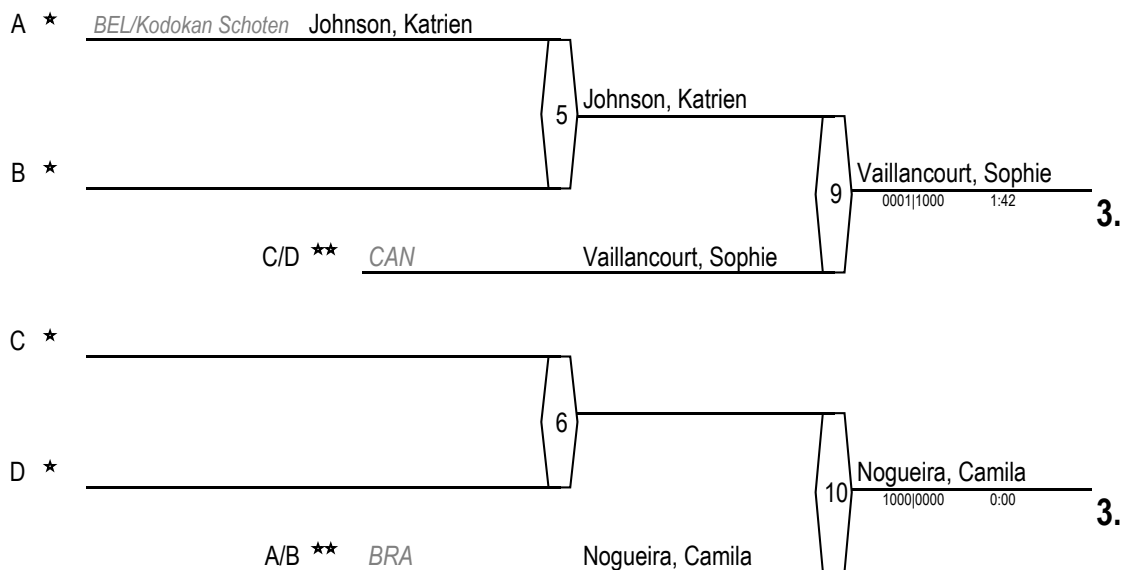 A ★ BEL/Kodokan Schoten Johnson, Katrien
5 Johnson, Katrien
B ★
9 Vaillancourt, Sophie
0001|1000 1:42
3.
C/D ★★ CAN Vaillancourt, Sophie
C ★
6
D ★
10 Nogueira, Camila
1000|0000 0:00
3.
A/B ★★ BRA Nogueira, Camila